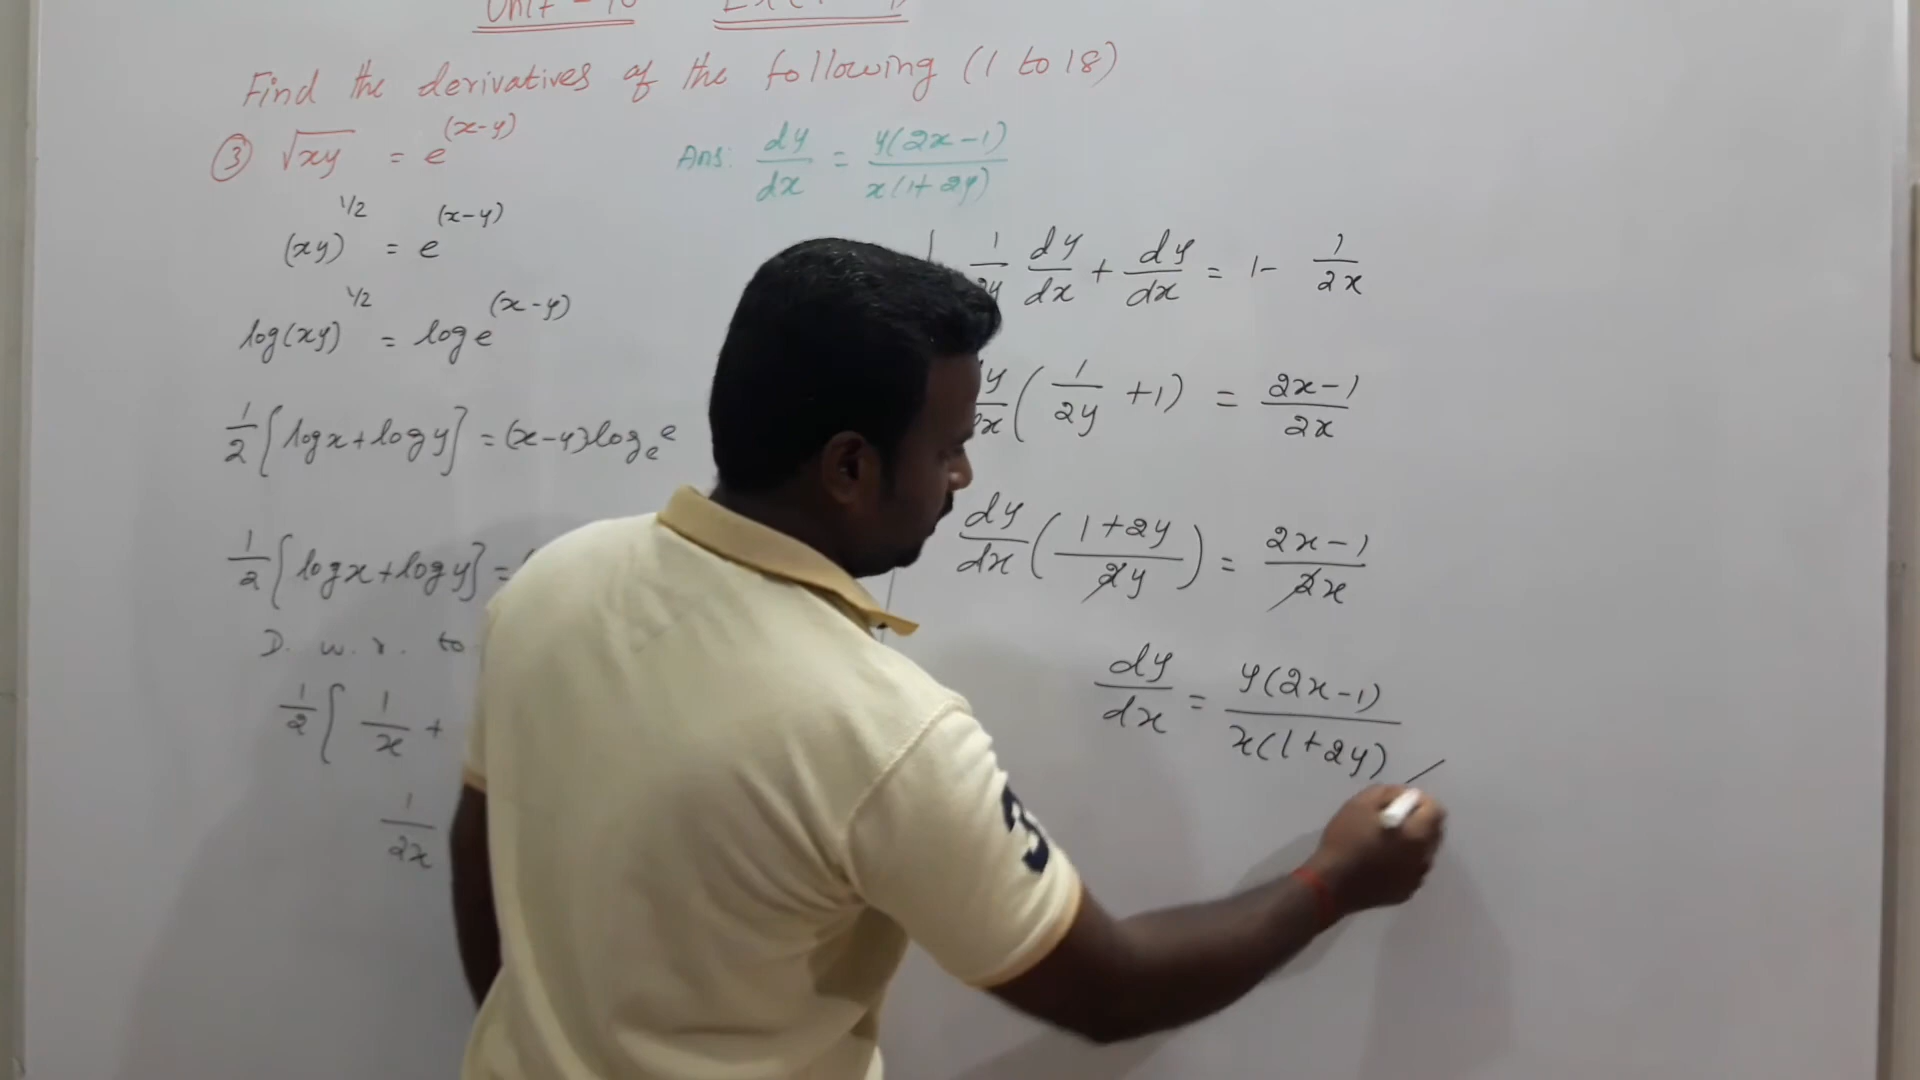 Find the derivatives of the following (1 to 18)
③ √xy = e^(x-y)
Ans: dy/dx = y(2x-1)/x(1+2y)
(xy)^1/2 = e^(x-y)
log(xy)^1/2 = log e^(x-y)
1/2 [log x + log y] = (x-y) log_e e
1/2 [log x + log y] =
D. w. r. to
1/2 [ 1/x +
1/2x
1/2y dy/dx + dy/dx = 1 - 1/2x
dy/dx ( 1/2y + 1) = 2x-1/2x
dy/dx ( 1+2y/2y ) = 2x-1/2x
dy/dx = y(2x-1)/x(1+2y)
3